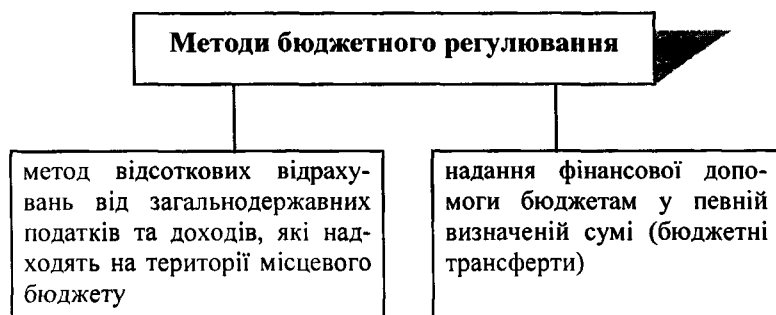 Методи бюджетного регулювання
метод відсоткових відраху-
вань від загальнодержавних
податків та доходів, які над-
ходять на території місцевого
бюджету
надання фінансової допо-
моги бюджетам у певній
визначеній сумі (бюджетні
трансферти)